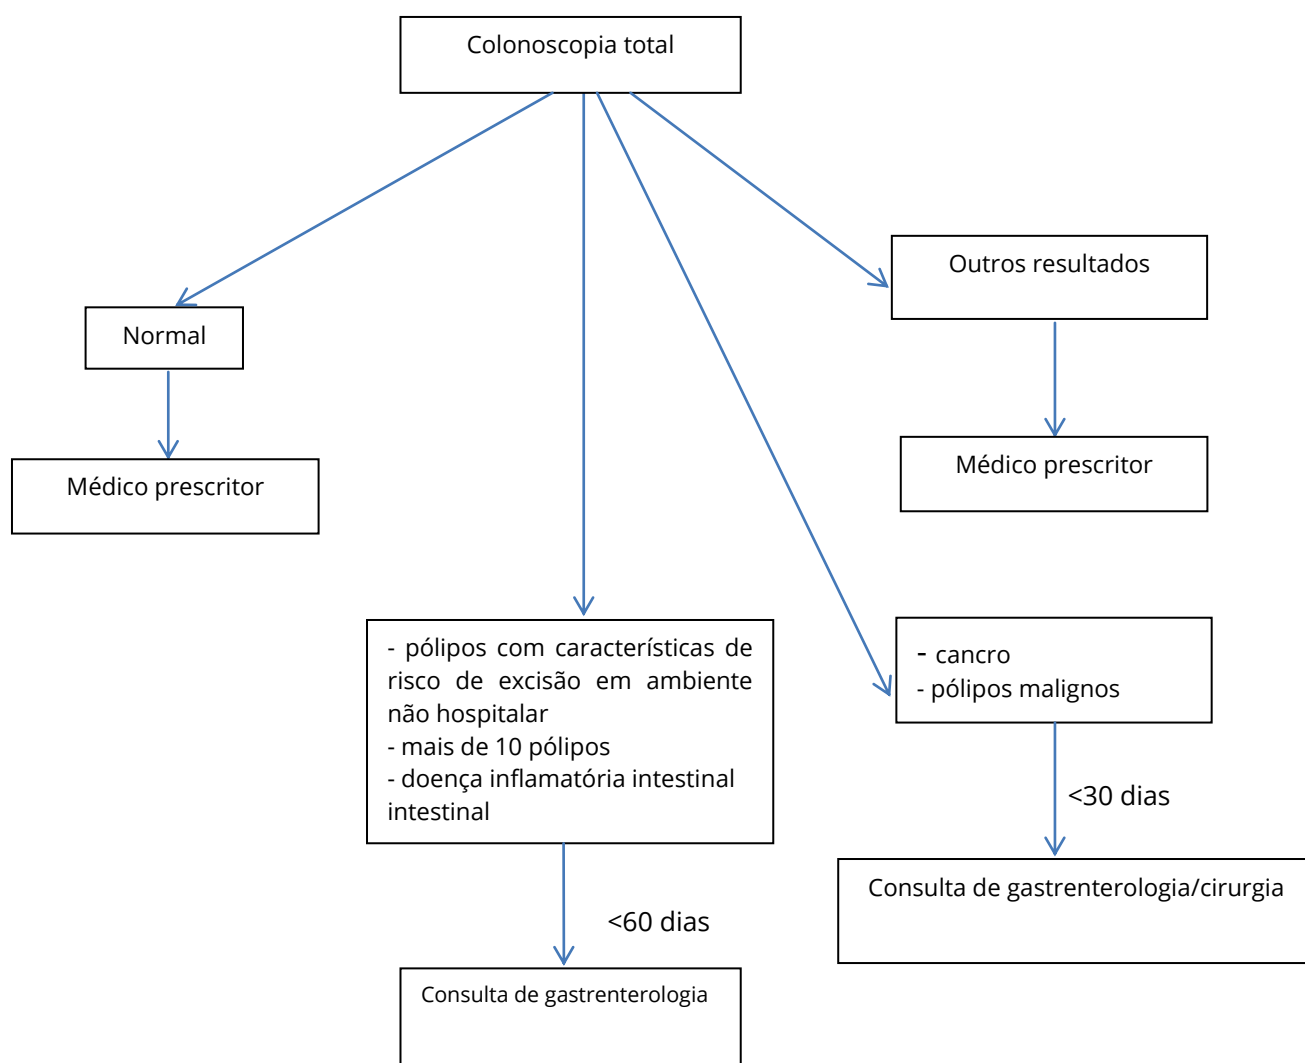 Colonoscopia total
Outros resultados
Normal
Médico prescritor
Médico prescritor
- pólipos com características de
risco de excisão em ambiente
não hospitalar
- mais de 10 pólipos
- doença inflamatória intestinal
intestinal
- cancro
- pólipos malignos
<30 dias
Consulta de gastrenterologia/cirurgia
<60 dias
Consulta de gastrenterologia